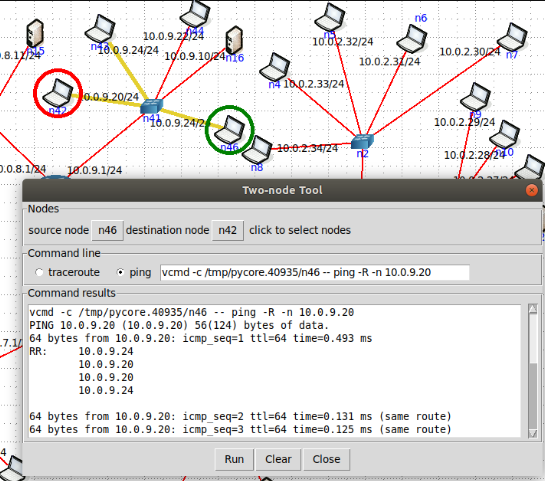 n15
n43
n44
n16
n5
n6
n7
10.0.9.22/24
10.0.9.24/24
10.0.9.10/24
10.0.2.32/24
10.0.2.31/24
10.0.2.30/24
.8.11/24
n42
10.0.9.20/24
n41
n4
10.0.2.33/24
n9
10.0.2.29/24
10.0.9.24/24
n46
n8
10.0.2.34/24
n2
n10
10.0.2.28/24
0.0.8.1/24
10.0.9.1/24
Two-node Tool
Nodes
source node n46 destination node n42 click to select nodes
Command line
traceroute ping vcmd -c /tmp/pycore.40935/n46 -- ping -R -n 10.0.9.20
Command results
vcmd -c /tmp/pycore.40935/n46 -- ping -R -n 10.0.9.20
PING 10.0.9.20 (10.0.9.20) 56(124) bytes of data.
64 bytes from 10.0.9.20: icmp_seq=1 ttl=64 time=0.493 ms
RR: 10.0.9.24
10.0.9.20
10.0.9.20
10.0.9.24
64 bytes from 10.0.9.20: icmp_seq=2 ttl=64 time=0.131 ms (same route)
64 bytes from 10.0.9.20: icmp_seq=3 ttl=64 time=0.125 ms (same route)
.7.1/
Run Clear Close